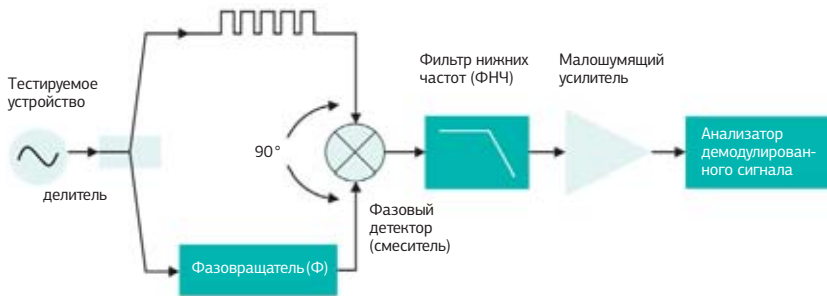 Тестируемое
устройство
делитель
90°
Фазовращатель (Ф)
Фазовый
детектор
(смеситель)
Фильтр нижних
частот (ФНЧ)
Малошумящий
усилитель
Анализатор
демодулирован-
ного сигнала